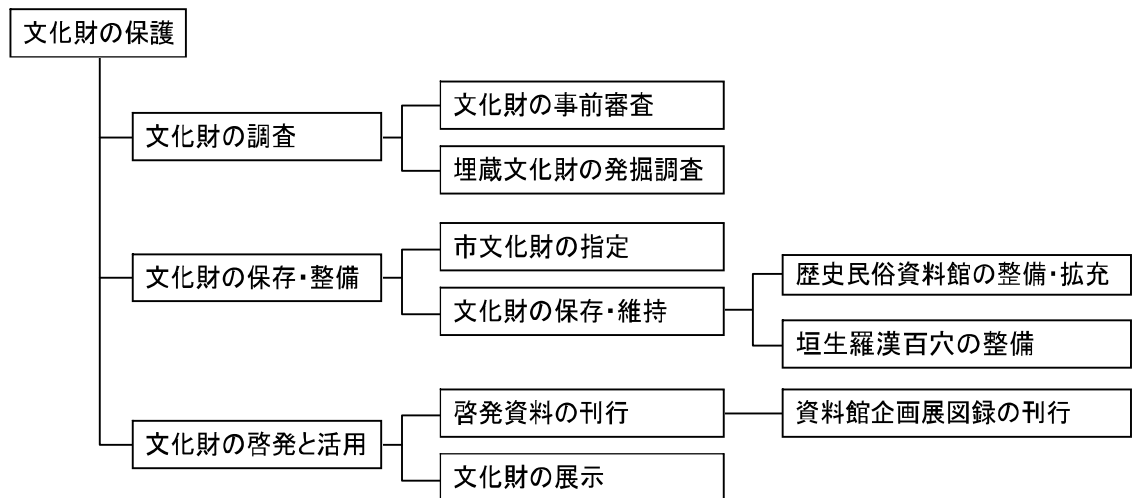 文化財の保護
文化財の調査
文化財の事前審査
埋蔵文化財の発掘調査
文化財の保存・整備
市文化財の指定
文化財の保存・維持
歴史民俗資料館の整備・拡充
垣生羅漢百穴の整備
文化財の啓発と活用
啓発資料の刊行
資料館企画展図録の刊行
文化財の展示